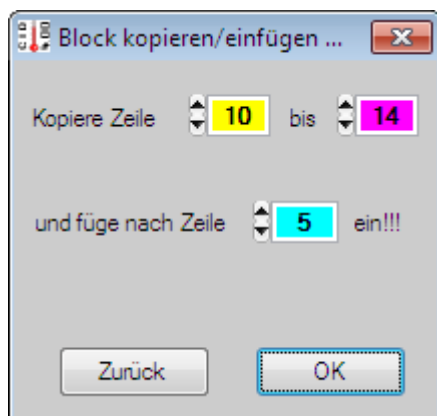 Block kopieren/einfügen ...
Kopiere Zeile 10 bis 14
und füge nach Zeile 5 ein!!!
Zurück OK